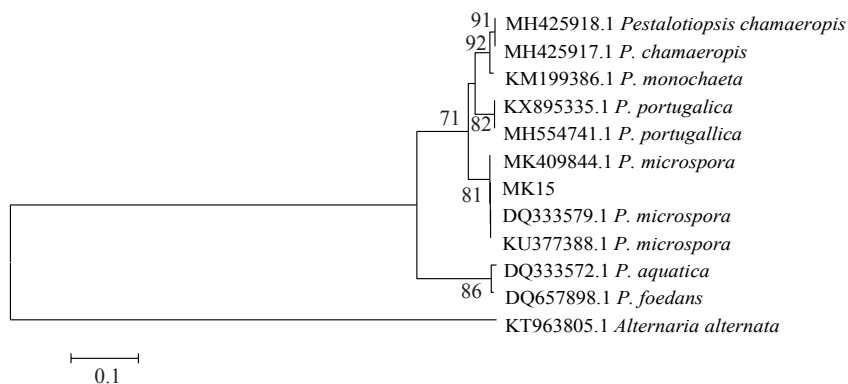 91
MH425918.1 Pestalotiopsis chamaeropis
92
MH425917.1 P. chamaeropis
KM199386.1 P. monochaeta
KX895335.1 P. portugalica
71
82
MH554741.1 P. portugallica
MK409844.1 P. microspora
81
MK15
DQ333579.1 P. microspora
KU377388.1 P. microspora
DQ333572.1 P. aquatica
86
DQ657898.1 P. foedans
KT963805.1 Alternaria alternata
0.1